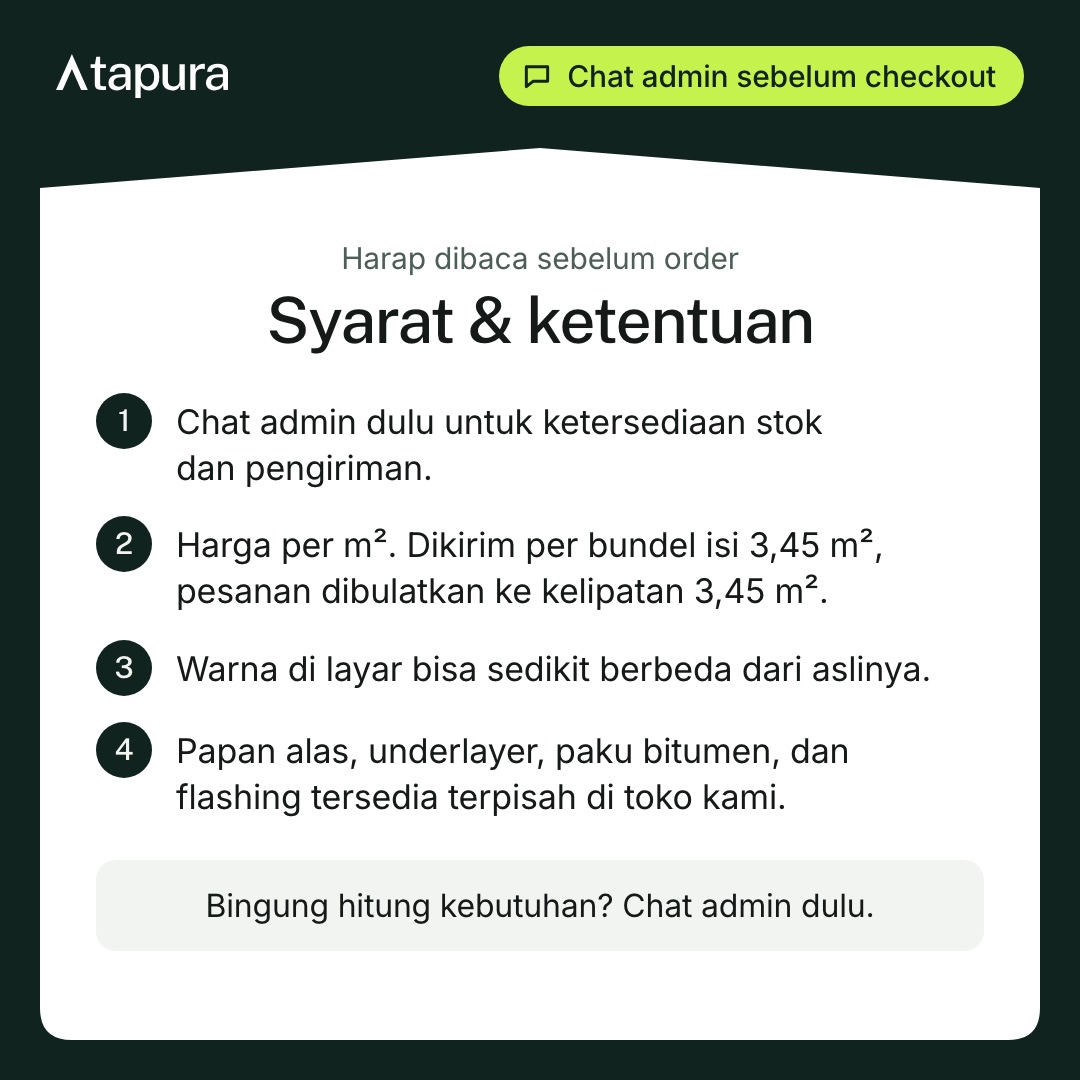 Atapura
Chat admin sebelum checkout
Harap dibaca sebelum order
Syarat & ketentuan
1
Chat admin dulu untuk ketersediaan stok
dan pengiriman.
2
Harga per m². Dikirim per bundel isi 3,45 m²,
pesanan dibulatkan ke kelipatan 3,45 m².
3
Warna di layar bisa sedikit berbeda dari aslinya.
4
Papan alas, underlayer, paku bitumen, dan
flashing tersedia terpisah di toko kami.
Bingung hitung kebutuhan? Chat admin dulu.